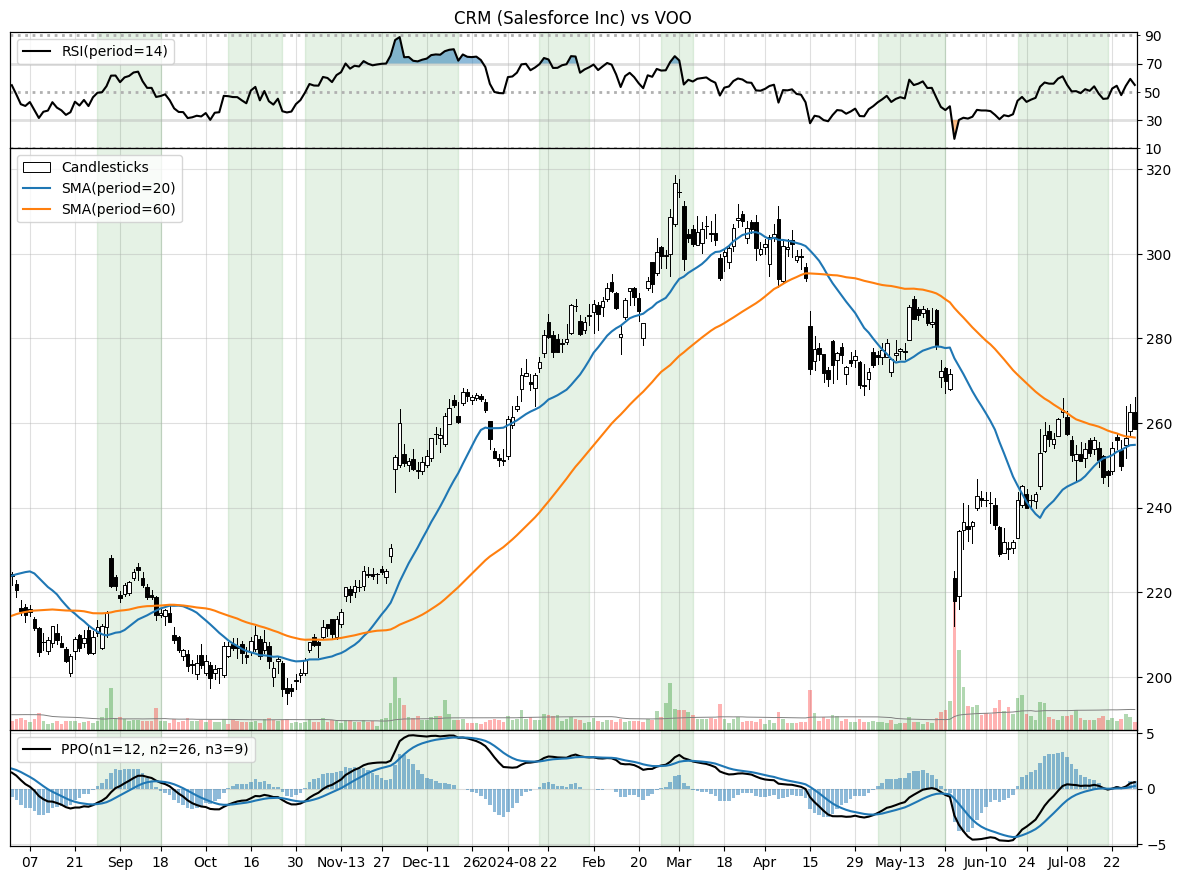 CRM (Salesforce Inc) vs VOO
RSI(period=14)
90
70
50
30
10
Candlesticks
SMA(period=20)
SMA(period=60)
320
300
280
260
240
220
200
PPO(n1=12, n2=26, n3=9)
5
0
−5
07 21 Sep 18 Oct 16 30 Nov-13 27 Dec-11 26 2024-08 22 Feb 20 Mar 18 Apr 15 29 May-13 28 Jun-10 24 Jul-08 22